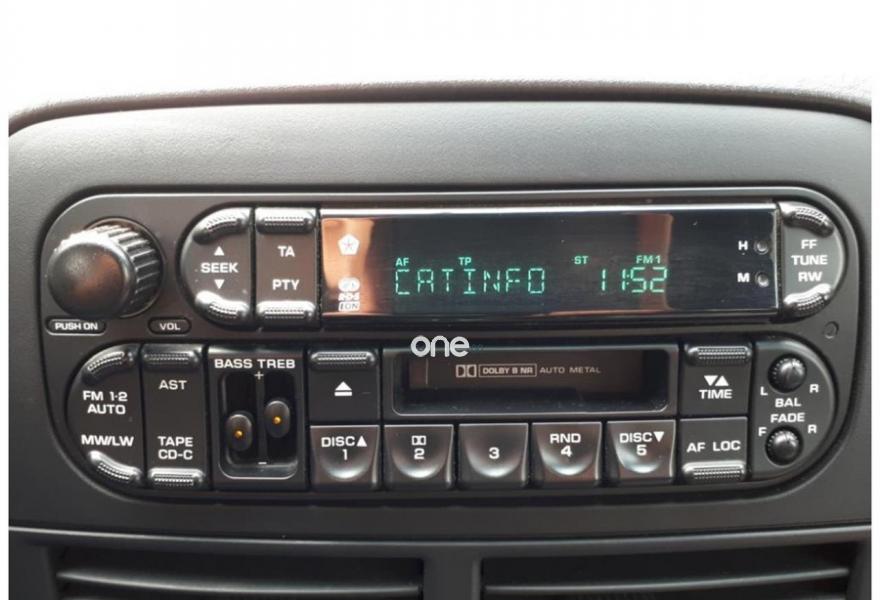 AF TP ST FM1
CATINFO 11:52
H
M
SEEK
TA
PTY
R·D·S
EON
FF
TUNE
RW
PUSH ON
VOL
one
DOLBY B NR AUTO METAL
FM 1·2
AUTO
MW/LW
AST
TAPE
CD-C
BASS TREB
+
–
DISC▲
1
2
3
RND
4
DISC▼
5
▼▲
TIME
AF LOC
L R
BAL
FADE
F R